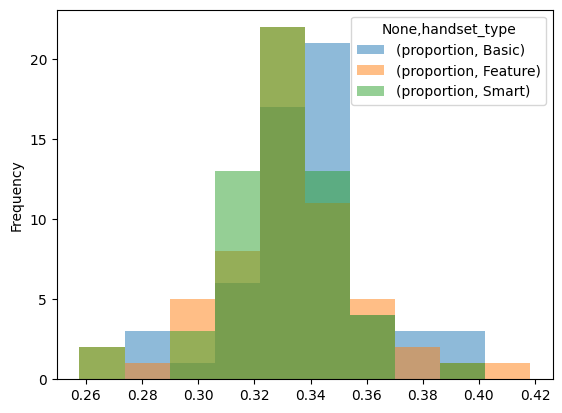 None,handset_type
(proportion, Basic)
(proportion, Feature)
(proportion, Smart)
Frequency
20
15
10
5
0
0.26 0.28 0.30 0.32 0.34 0.36 0.38 0.40 0.42